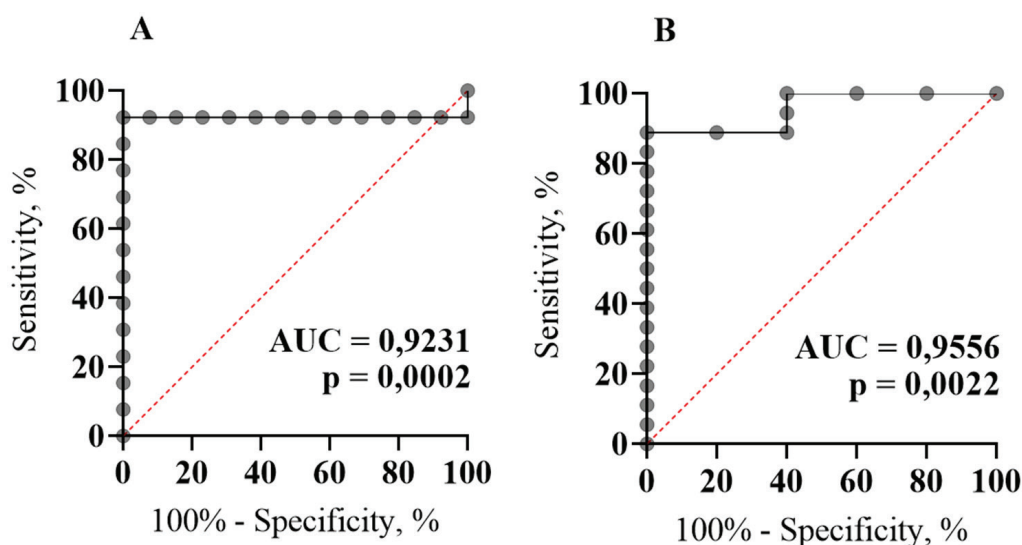 A
100
80
60
40
20
0
Sensitivity, %
AUC = 0,9231
p = 0,0002
0 20 40 60 80 100
100% - Specificity, %
B
100
80
60
40
20
0
Sensitivity, %
AUC = 0,9556
p = 0,0022
0 20 40 60 80 100
100% - Specificity, %